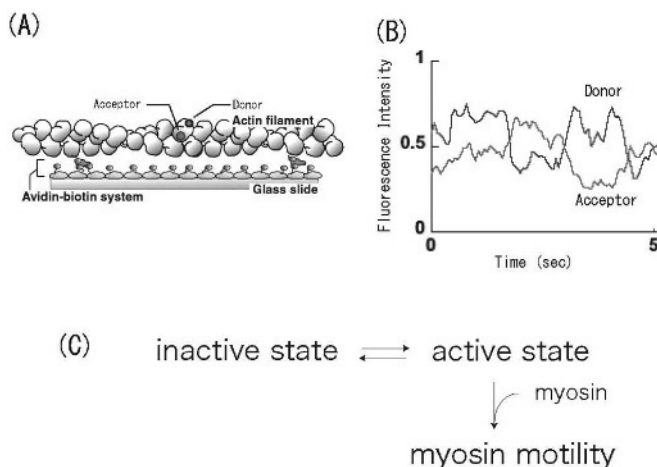 (A)
Acceptor
Donor
Actin filament
Avidin-biotin system
Glass slide
(B)
Fluorescence Intensity
1
0.5
0
Donor
Acceptor
0
5
Time (sec)
(C)
inactive state
active state
myosin
myosin motility